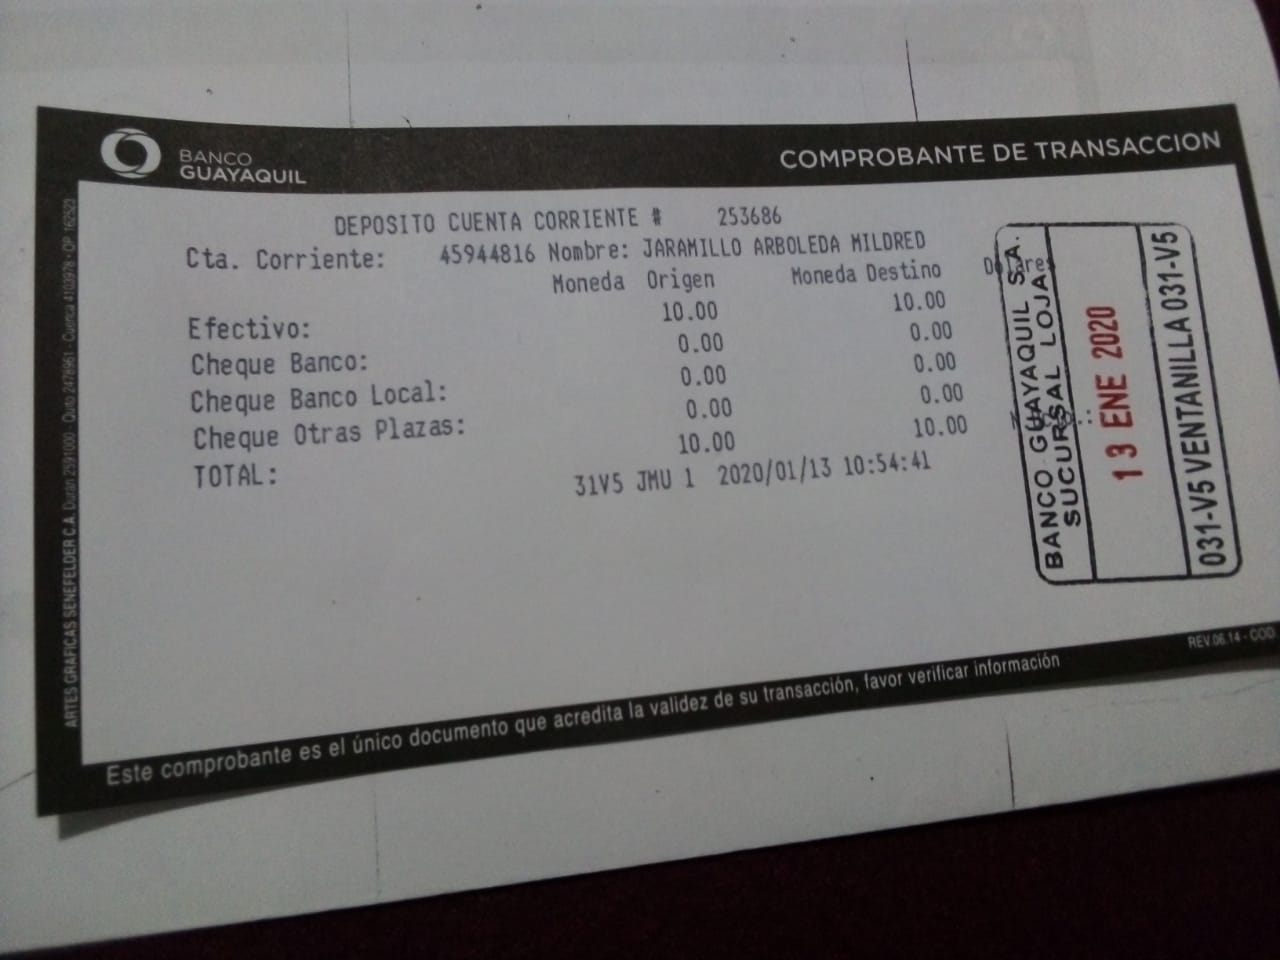 BANCO
GUAYAQUIL
COMPROBANTE DE TRANSACCION
DEPOSITO CUENTA CORRIENTE # 253686
Cta. Corriente: 45944816 Nombre: JARAMILLO ARBOLEDA MILDRED
Moneda Origen Moneda Destino Dolares
Efectivo: 10.00 10.00
Cheque Banco: 0.00 0.00
Cheque Banco Local: 0.00 0.00
Cheque Otras Plazas: 0.00 0.00
TOTAL: 10.00 10.00
31V5 JMU 1 2020/01/13 10:54:41
BANCO GUAYAQUIL S.A.
SUCURSAL LOJA
13 ENE 2020
031-V5 VENTANILLA 031-V5
ARTES GRAFICAS SENEFELDER C.A. Duran 2591000 - Quito 2478961 - Cuenca 4103978 - OP. 162523
REV.06.14 - COD.
Este comprobante es el único documento que acredita la validez de su transacción, favor verificar información